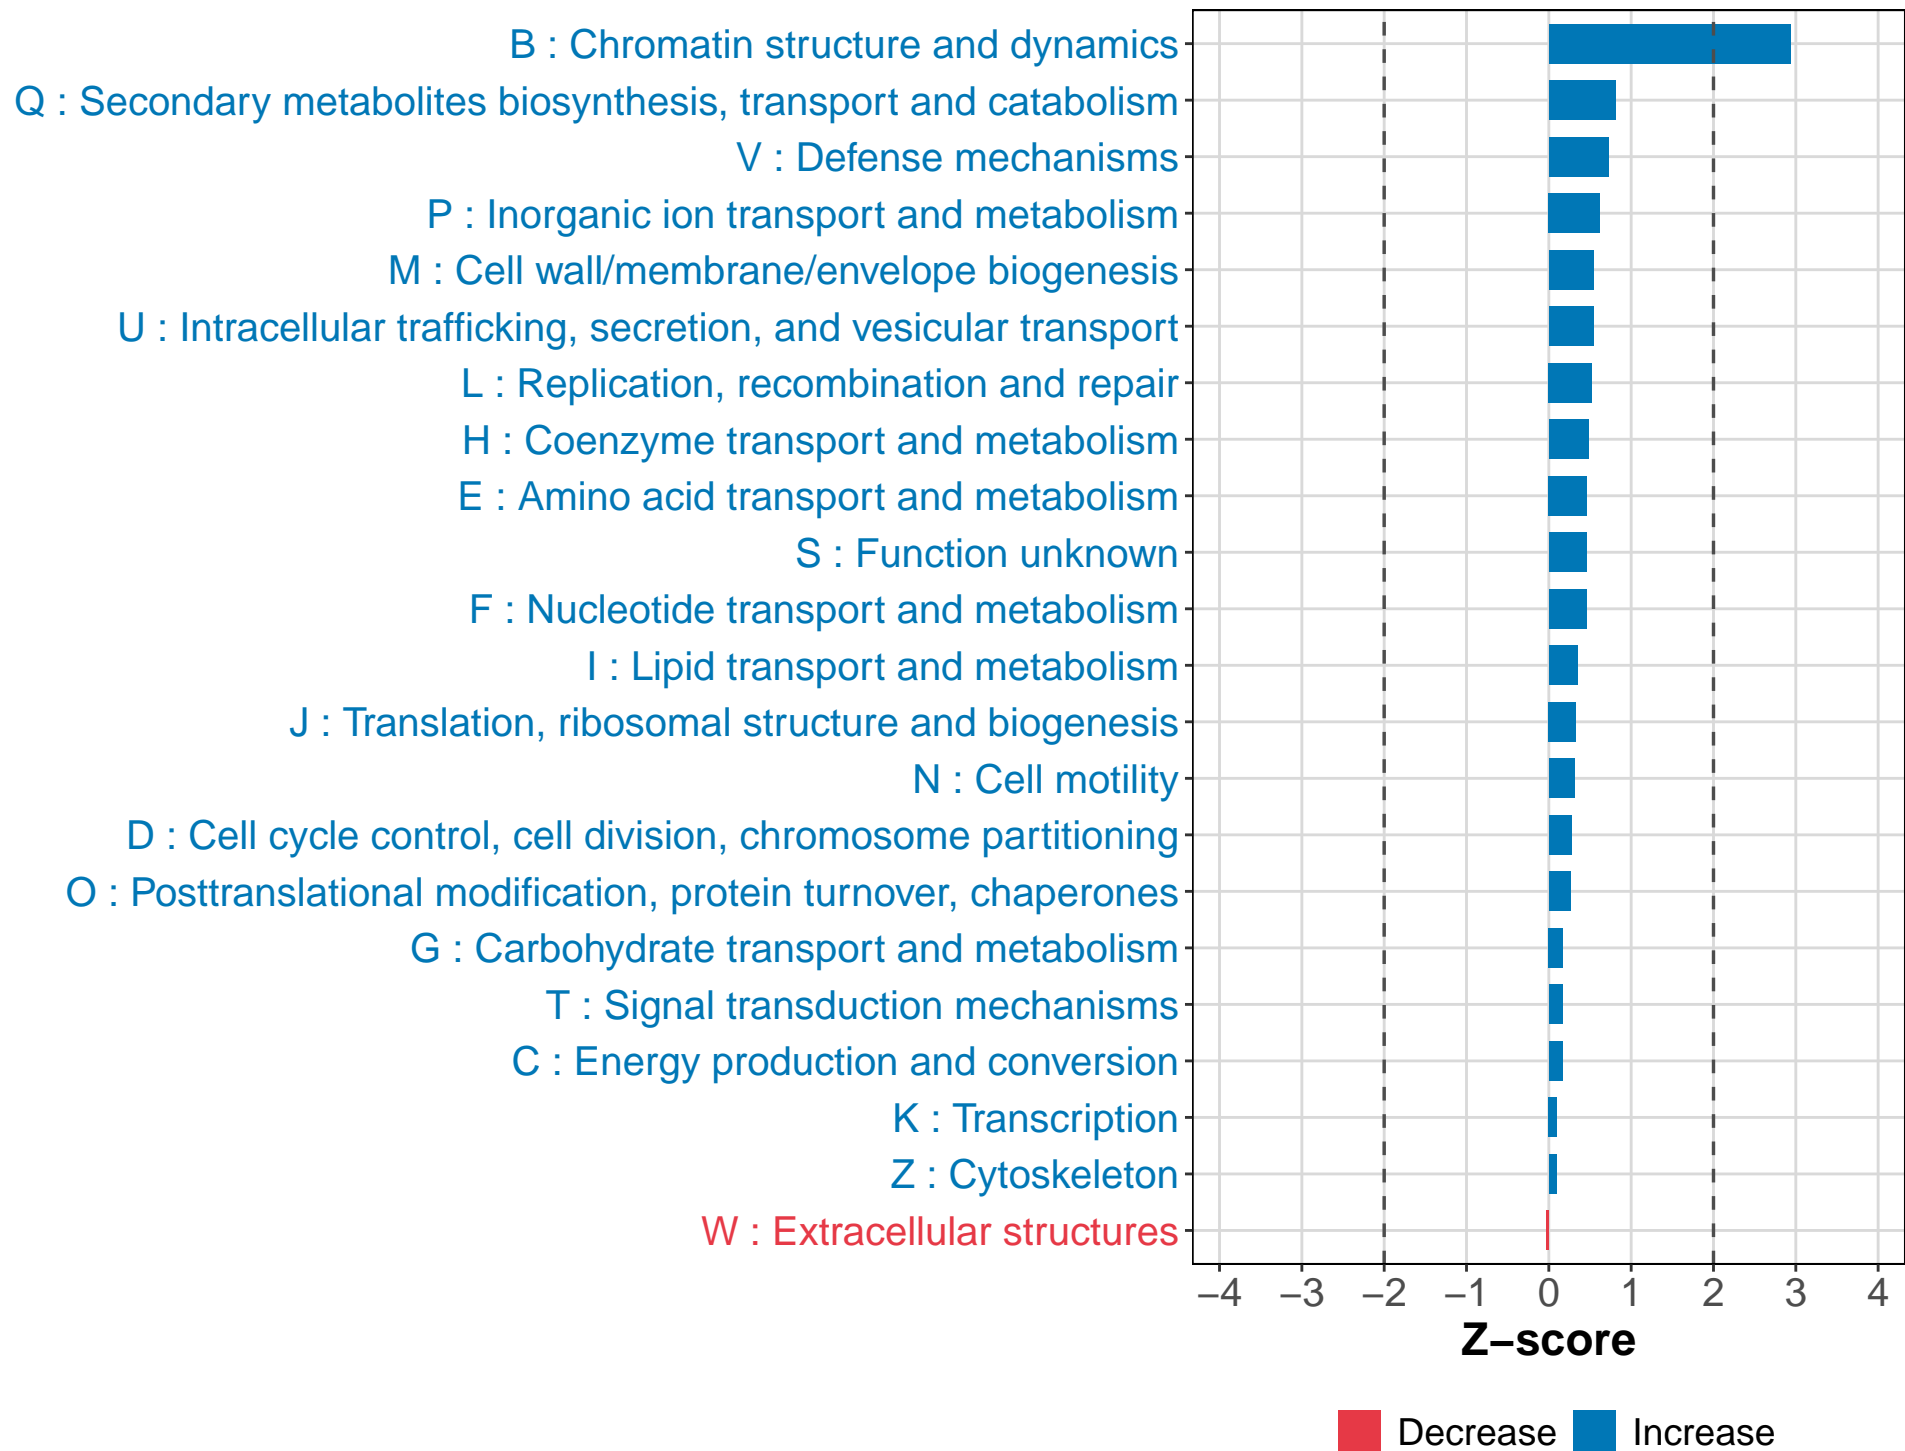 B : Chromatin structure and dynamics
Q : Secondary metabolites biosynthesis, transport and catabolism
V : Defense mechanisms
P : Inorganic ion transport and metabolism
M : Cell wall/membrane/envelope biogenesis
U : Intracellular trafficking, secretion, and vesicular transport
L : Replication, recombination and repair
H : Coenzyme transport and metabolism
E : Amino acid transport and metabolism
S : Function unknown
F : Nucleotide transport and metabolism
I : Lipid transport and metabolism
J : Translation, ribosomal structure and biogenesis
N : Cell motility
D : Cell cycle control, cell division, chromosome partitioning
O : Posttranslational modification, protein turnover, chaperones
G : Carbohydrate transport and metabolism
T : Signal transduction mechanisms
C : Energy production and conversion
K : Transcription
Z : Cytoskeleton
W : Extracellular structures
−4 −3 −2 −1 0 1 2 3 4
Z−score
Decrease Increase